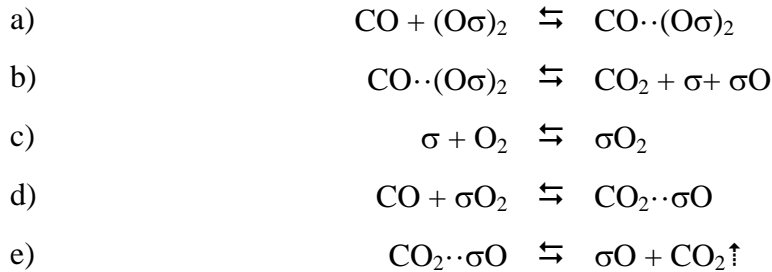 a) CO + (Oσ)₂ ⇆ CO··(Oσ)₂
b) CO··(Oσ)₂ ⇆ CO₂ + σ+ σO
c) σ + O₂ ⇆ σO₂
d) CO + σO₂ ⇆ CO₂··σO
e) CO₂··σO ⇆ σO + CO₂⭡